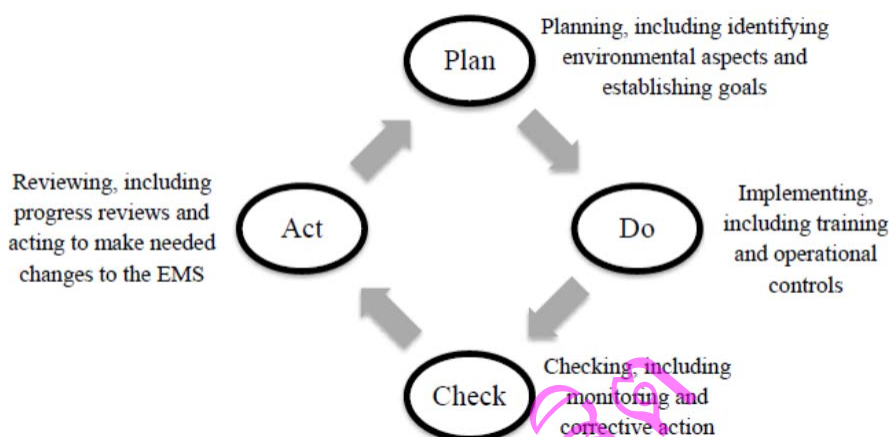 Plan
Planning, including identifying
environmental aspects and
establishing goals
Do
Implementing,
including training
and operational
controls
Check
Checking, including
monitoring and
corrective action
Act
Reviewing, including
progress reviews and
acting to make needed
changes to the EMS